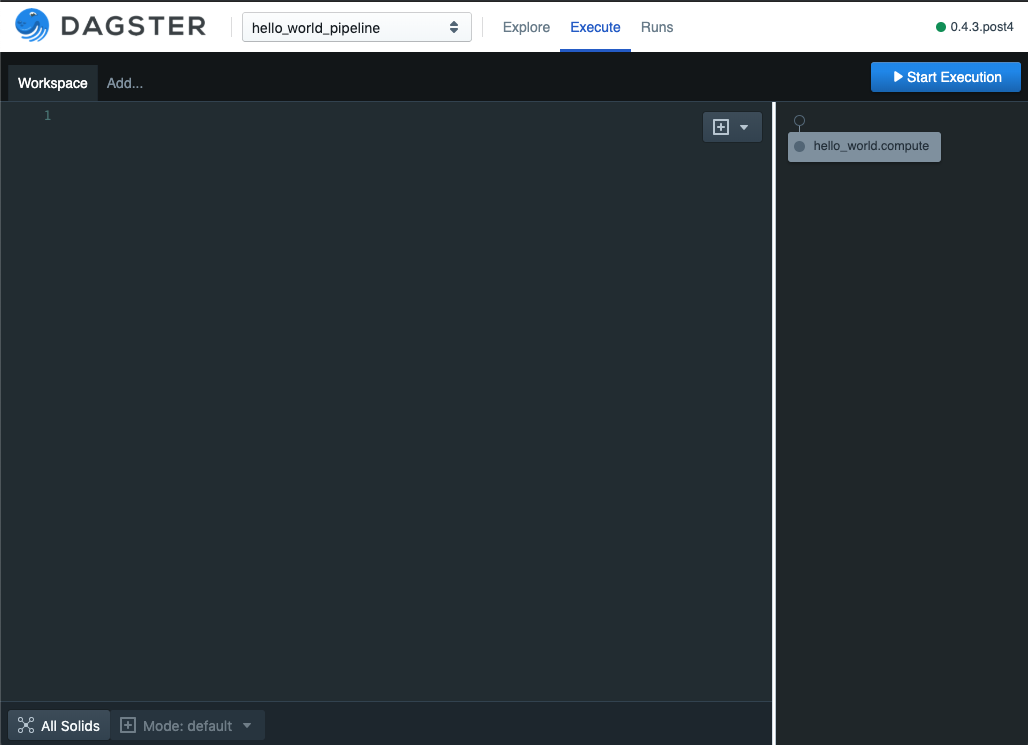 DAGSTER
hello_world_pipeline
Explore
Execute
Runs
0.4.3.post4
Workspace
Add...
Start Execution
1
hello_world.compute
All Solids
Mode: default